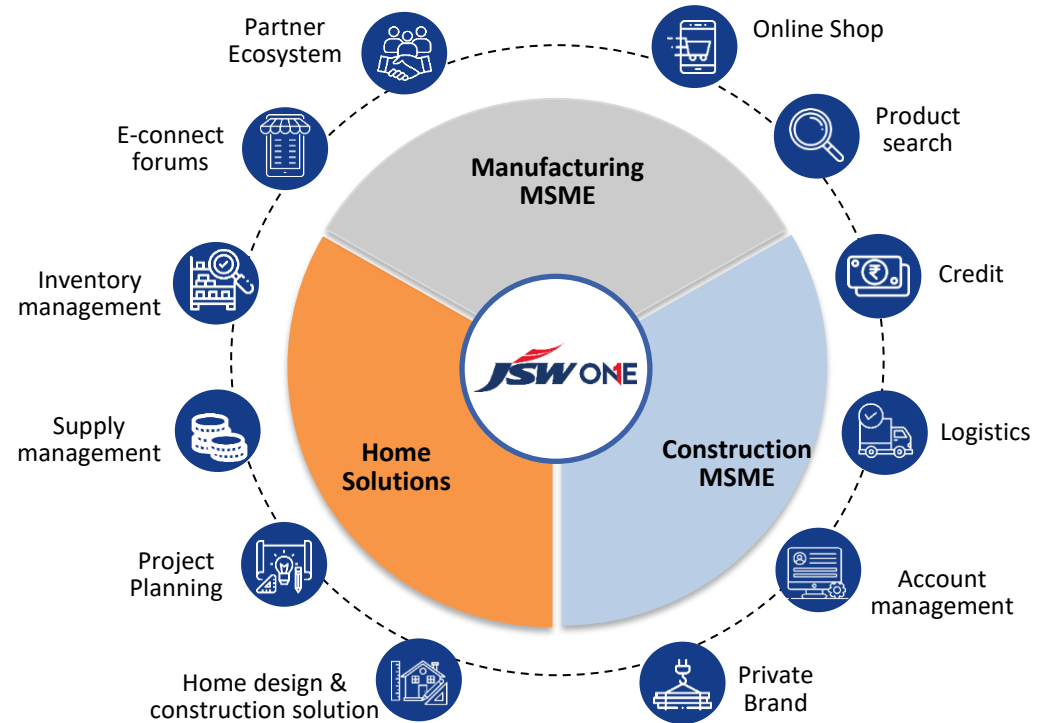 Partner
Ecosystem
Online Shop
E-connect
forums
Product
search
Manufacturing
MSME
Inventory
management
Credit
JSW ONE
Supply
management
Logistics
Home
Solutions
Construction
MSME
Project
Planning
Account
management
Home design &
construction solution
Private
Brand
₹